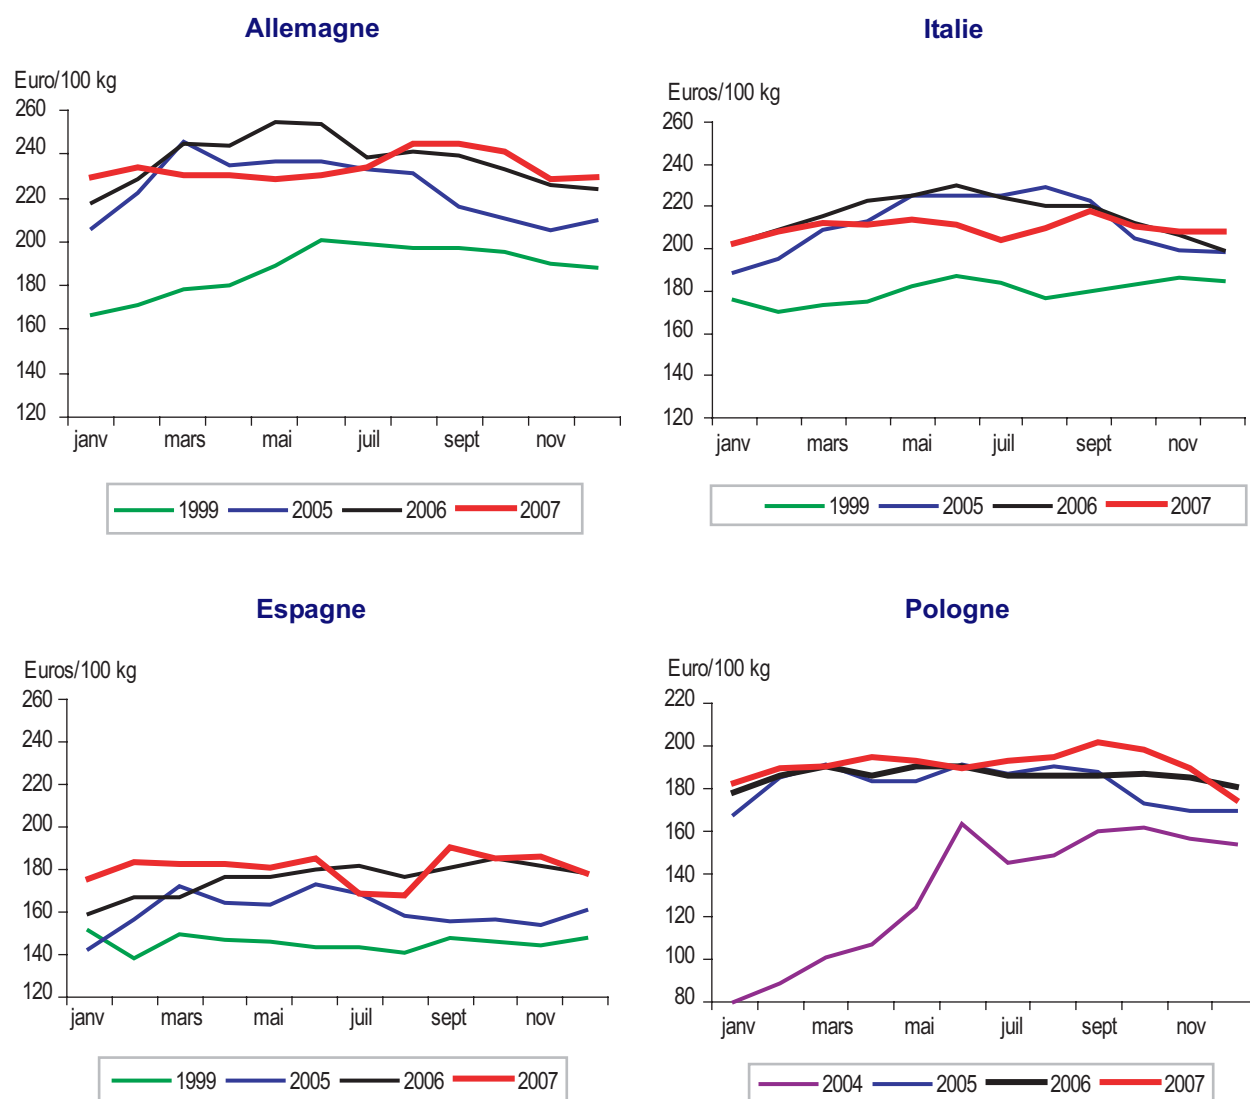 Allemagne
Euro/100 kg
260
240
220
200
180
160
140
120
janv mars mai juil sept nov
1999 2005 2006 2007
Italie
Euros/100 kg
260
240
220
200
180
160
140
120
janv mars mai juil sept nov
1999 2005 2006 2007
Espagne
Euros/100 kg
260
240
220
200
180
160
140
120
janv mars mai juil sept nov
1999 2005 2006 2007
Pologne
Euro/100 kg
220
200
180
160
140
120
100
80
janv mars mai juil sept nov
2004 2005 2006 2007